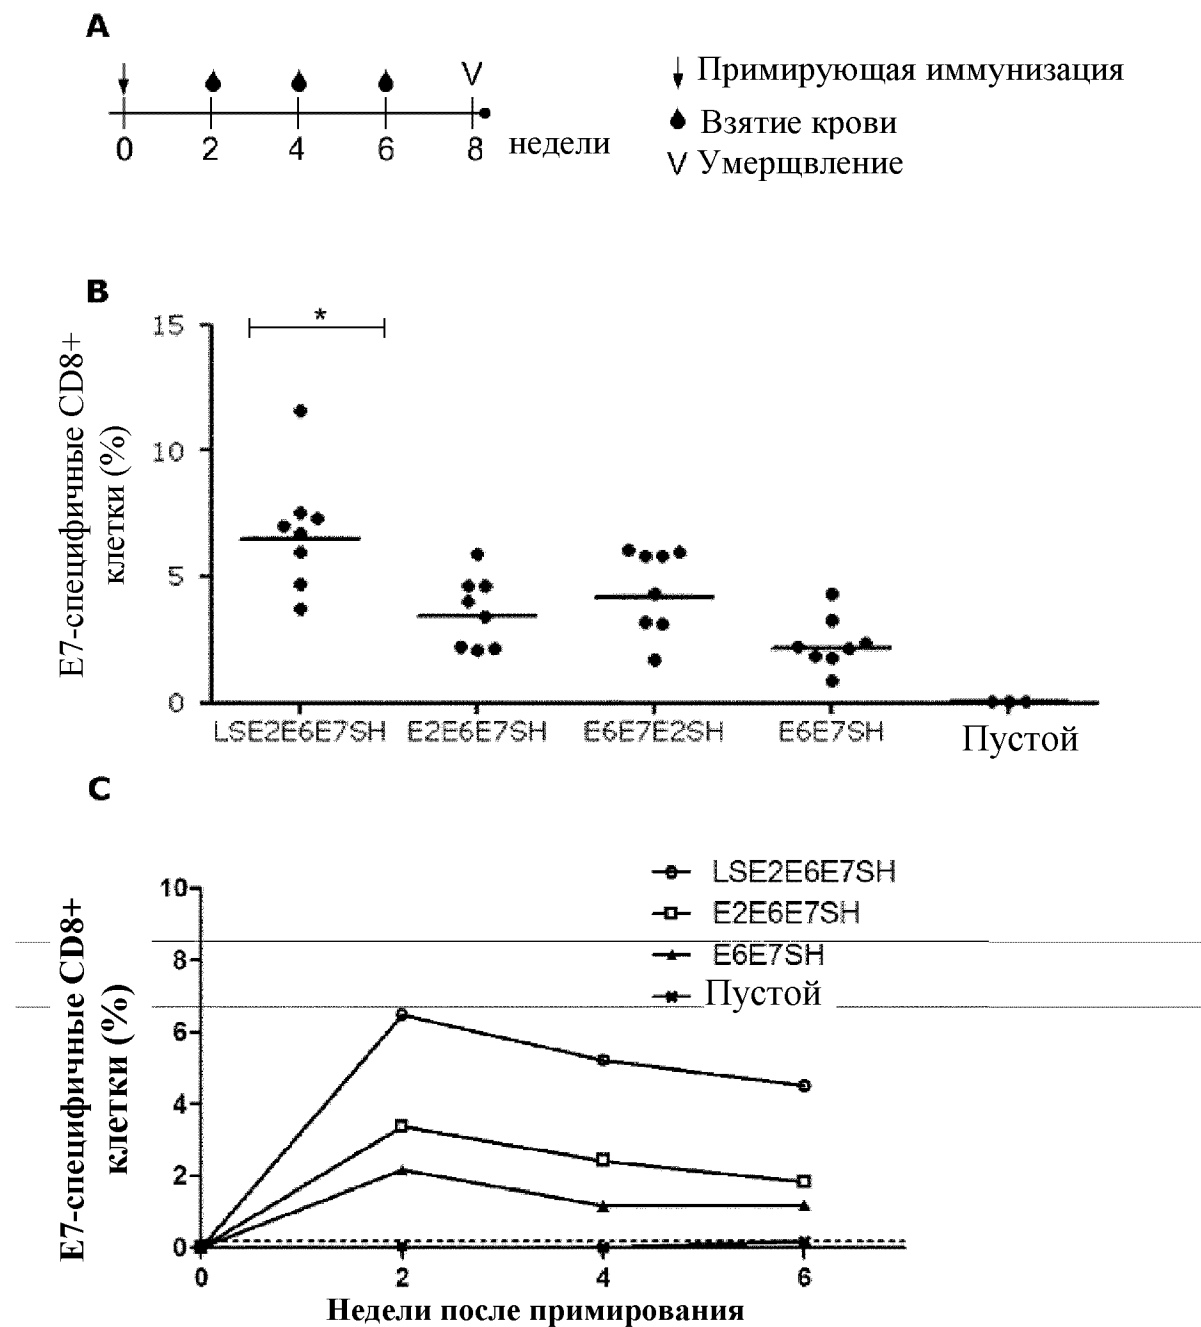 A
Примирующая иммунизация
Взятие крови
V
V Умерщвление
0 2 4 6 8 недели
B
E7-специфичные CD8+
клетки (%)
15
*
10
5
0
LSE2E6E7SH E2E6E7SH E6E7E2SH E6E7SH Пустой
C
LSE2E6E7SH
E2E6E7SH
E6E7SH
Пустой
E7-специфичные CD8+
клетки (%)
10
8
6
4
2
0
0 2 4 6
Недели после примирования